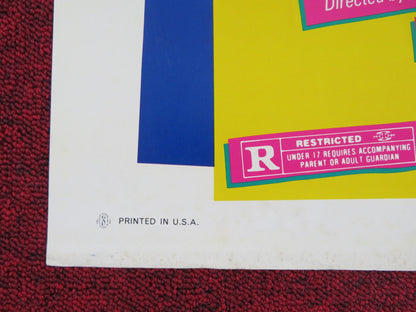 Directed by
R
RESTRICTED
UNDER 17 REQUIRES ACCOMPANYING
PARENT OR ADULT GUARDIAN
PRINTED IN U.S.A.